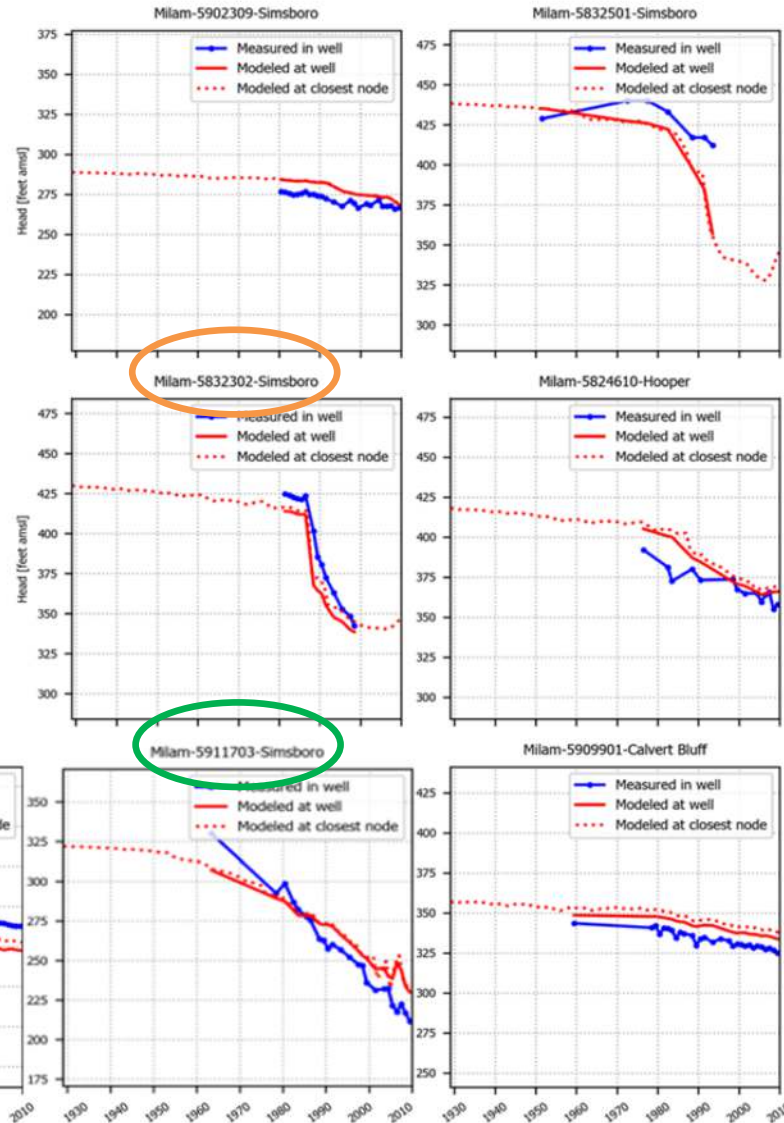 Milam-5902309-Simsboro
375
350
325
300
275
250
225
200
Head [feet amsl]
Measured in well
Modeled at well
Modeled at closest node
Milam-5832501-Simsboro
475
450
425
400
375
350
325
300
Measured in well
Modeled at well
Modeled at closest node
Milam-5832302-Simsboro
475
450
425
400
375
350
325
300
Head [feet amsl]
Measured in well
Modeled at well
Modeled at closest node
Milam-5824610-Hooper
475
450
425
400
375
350
325
300
Measured in well
Modeled at well
Modeled at closest node
de
2010
Milam-5911703-Simsboro
350
325
300
275
250
225
200
175
Measured in well
Modeled at well
Modeled at closest node
1930 1940 1950 1960 1970 1980 1990 2000 2010
Milam-5909901-Calvert Bluff
425
400
375
350
325
300
275
250
Measured in well
Modeled at well
Modeled at closest node
1930 1940 1950 1960 1970 1980 1990 2000